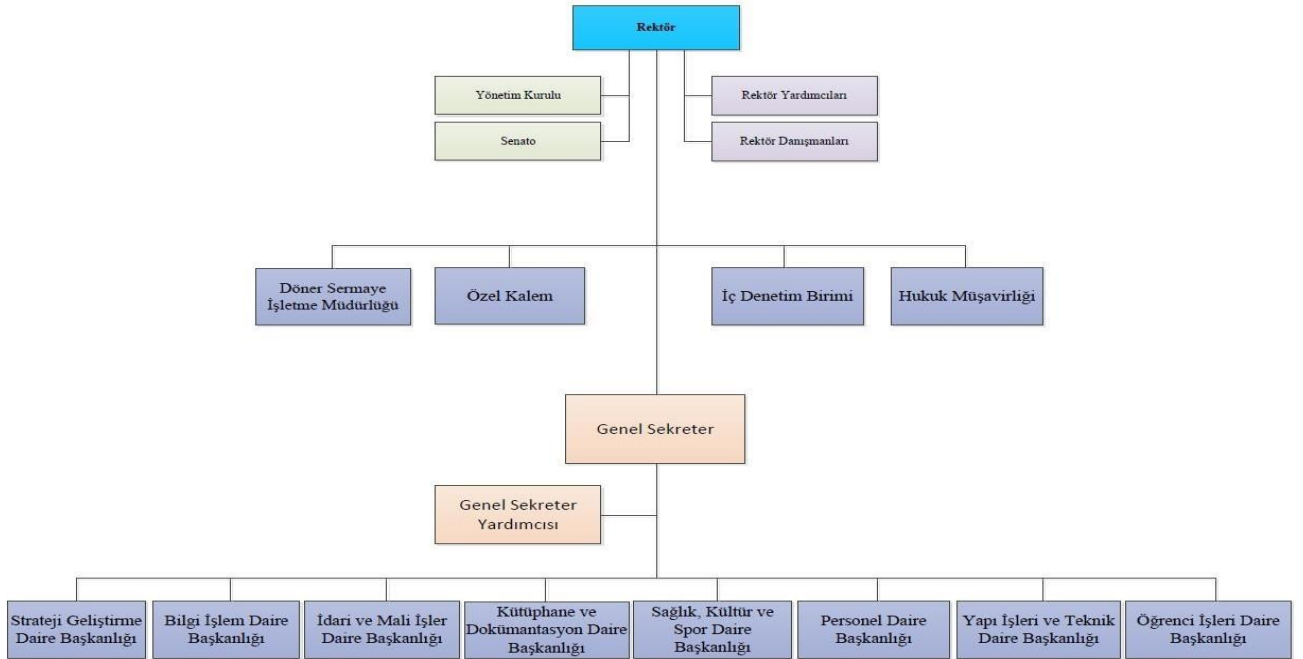 Rektör
Yönetim Kurulu
Rektör Yardımcıları
Senato
Rektör Danışmanları
Döner Sermaye
İşletme Müdürlüğü
Özel Kalem
İç Denetim Birimi
Hukuk Müşavirliği
Genel Sekreter
Genel Sekreter
Yardımcısı
Strateji Geliştirme
Daire Başkanlığı
Bilgi İşlem Daire
Başkanlığı
İdari ve Mali İşler
Daire Başkanlığı
Kütüphane ve
Dokümantasyon Daire
Başkanlığı
Sağlık, Kültür ve
Spor Daire
Başkanlığı
Personel Daire
Başkanlığı
Yapı İşleri ve Teknik
Daire Başkanlığı
Öğrenci İşleri Daire
Başkanlığı